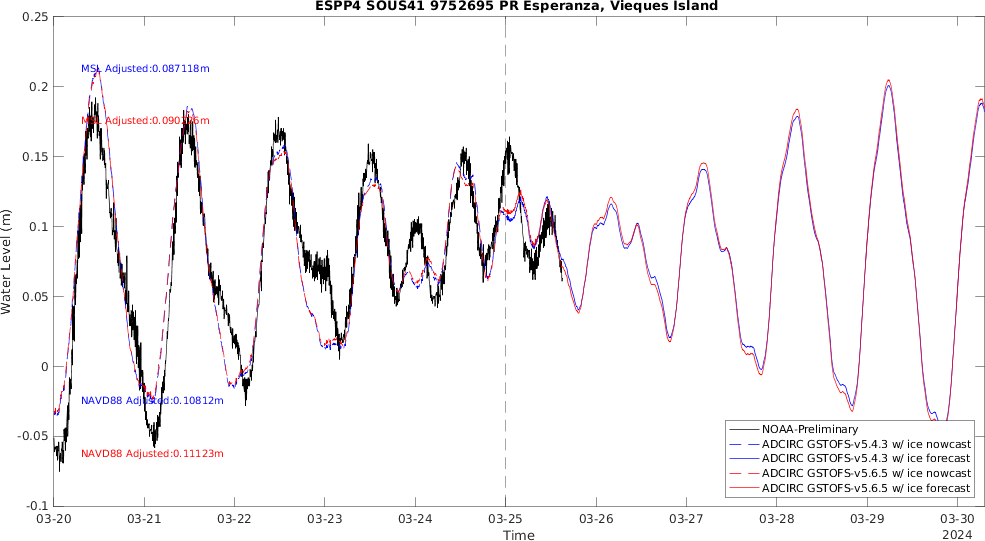 ESPP4 SOUS41 9752695 PR Esperanza, Vieques Island
0.25
0.2
0.15
0.1
0.05
0
-0.05
-0.1
Water Level (m)
MSL Adjusted:0.087118m
Adjusted:0.090
NAVD88 Adjusted:0.10812m
NAVD88 Adjusted:0.11123m
NOAA-Preliminary
ADCIRC GSTOFS-v5.4.3 w/ ice nowcast
ADCIRC GSTOFS-v5.4.3 w/ ice forecast
ADCIRC GSTOFS-v5.6.5 w/ ice nowcast
ADCIRC GSTOFS-v5.6.5 w/ ice forecast
03-20 03-21 03-22 03-23 03-24 03-25 03-26 03-27 03-28 03-29 03-30
Time
2024